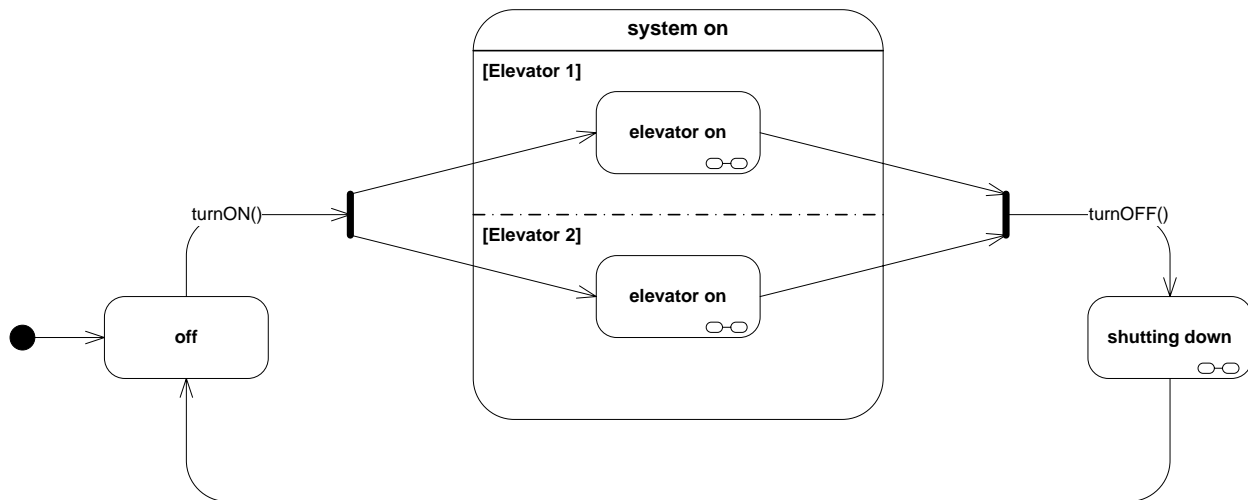 system on
[Elevator 1]
elevator on
turnON()
turnOFF()
[Elevator 2]
elevator on
off
shutting down